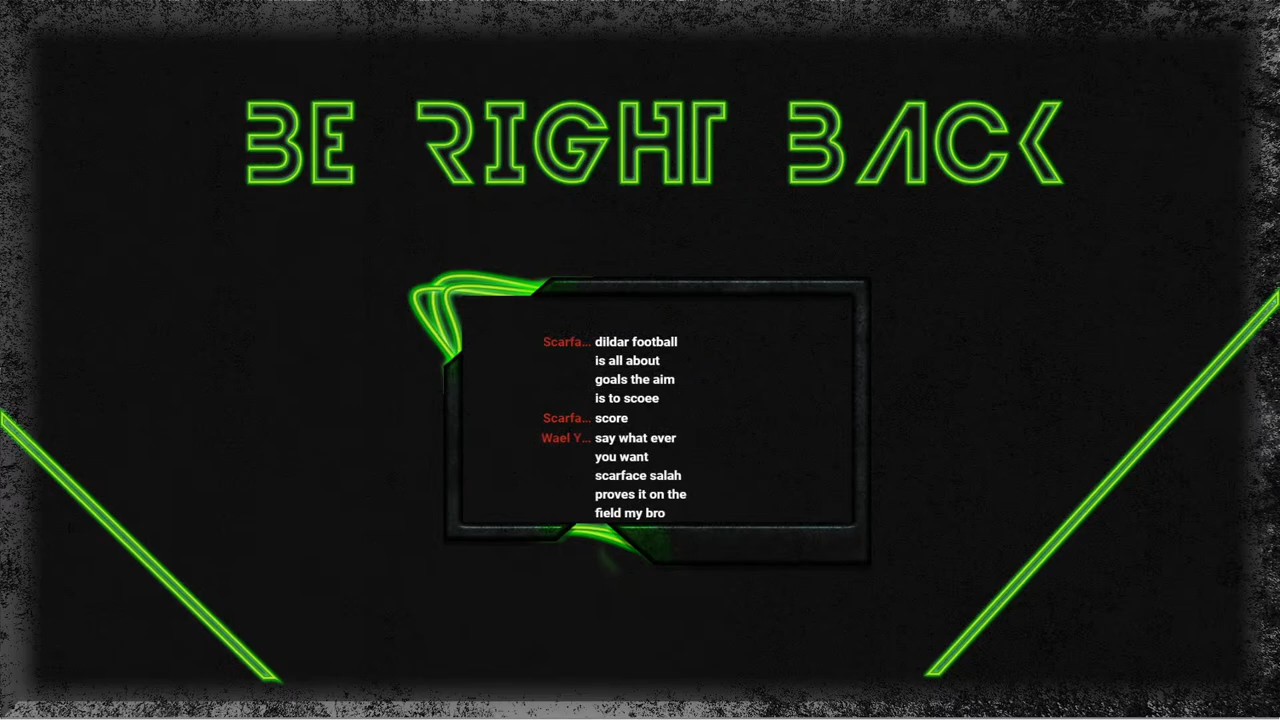 BE RIGHT BACK
Scarfa... dildar football
is all about
goals the aim
is to scoee
Scarfa... score
Wael Y... say what ever
you want
scarface salah
proves it on the
field my bro